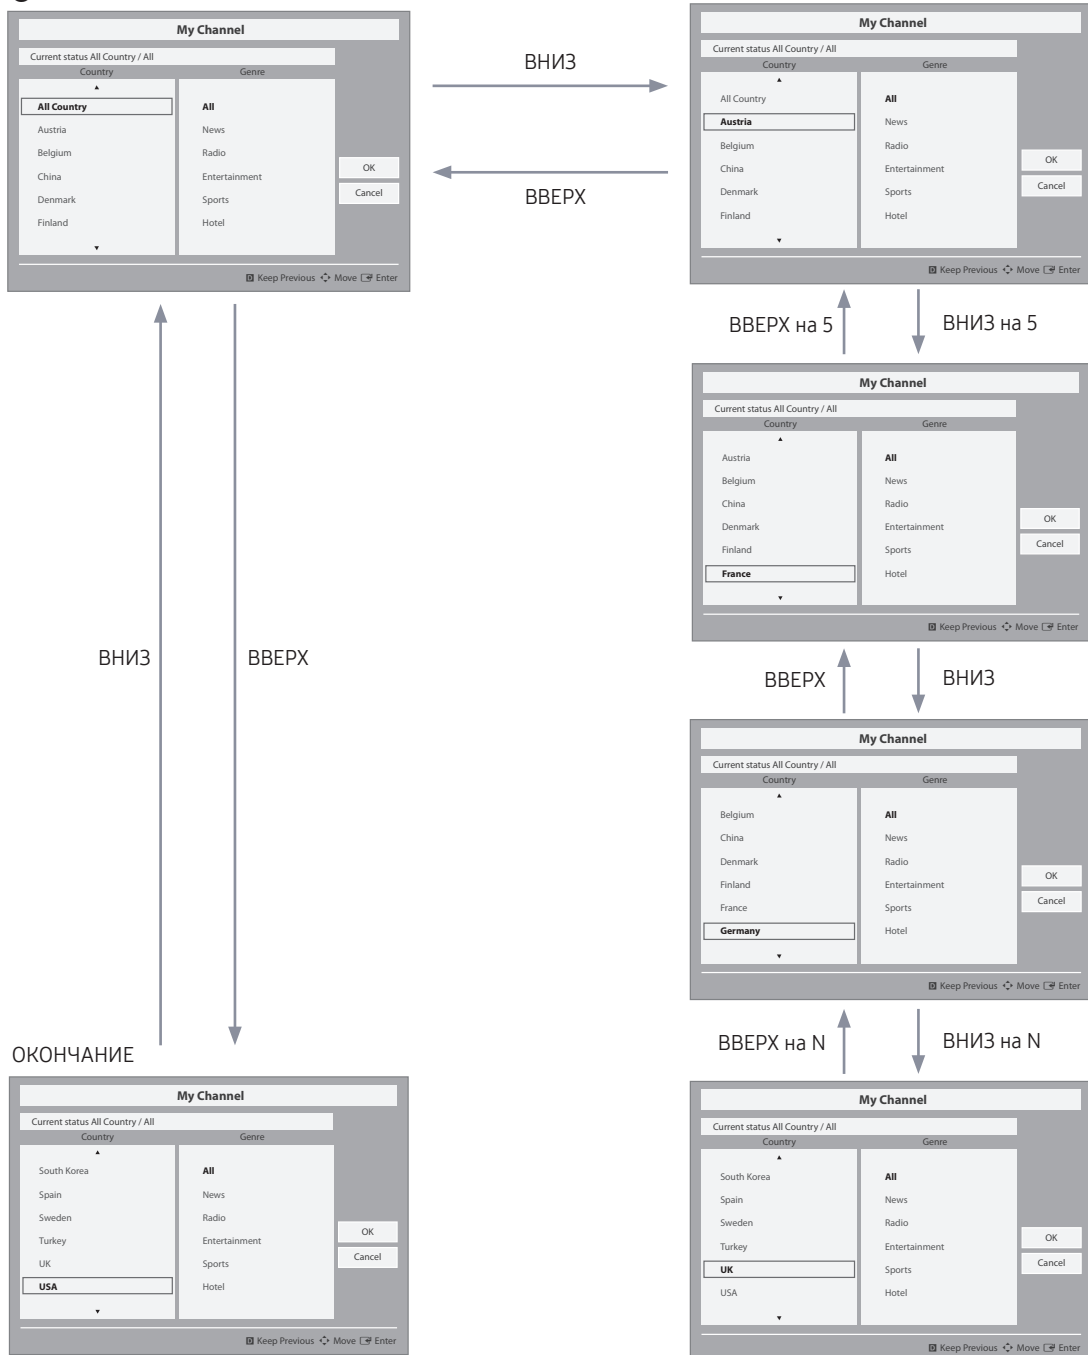 My Channel
Current status All Country / All
Country Genre
All Country All
Austria News
Belgium Radio
China Entertainment
Denmark Sports
Finland Hotel
OK
Cancel
Keep Previous Move Enter
ВНИЗ
ВВЕРХ
My Channel
Current status All Country / All
Country Genre
All Country All
Austria News
Belgium Radio
China Entertainment
Denmark Sports
Finland Hotel
OK
Cancel
Keep Previous Move Enter
ВВЕРХ на 5
ВНИЗ на 5
My Channel
Current status All Country / All
Country Genre
Austria All
Belgium News
China Radio
Denmark Entertainment
Finland Sports
France Hotel
OK
Cancel
Keep Previous Move Enter
ВНИЗ
ВВЕРХ
ВВЕРХ
ВНИЗ
My Channel
Current status All Country / All
Country Genre
Belgium All
China News
Denmark Radio
Finland Entertainment
France Sports
Germany Hotel
OK
Cancel
Keep Previous Move Enter
ВВЕРХ на N
ВНИЗ на N
ОКОНЧАНИЕ
My Channel
Current status All Country / All
Country Genre
South Korea All
Spain News
Sweden Radio
Turkey Entertainment
UK Sports
USA Hotel
OK
Cancel
Keep Previous Move Enter
My Channel
Current status All Country / All
Country Genre
South Korea All
Spain News
Sweden Radio
Turkey Entertainment
UK Sports
USA Hotel
OK
Cancel
Keep Previous Move Enter